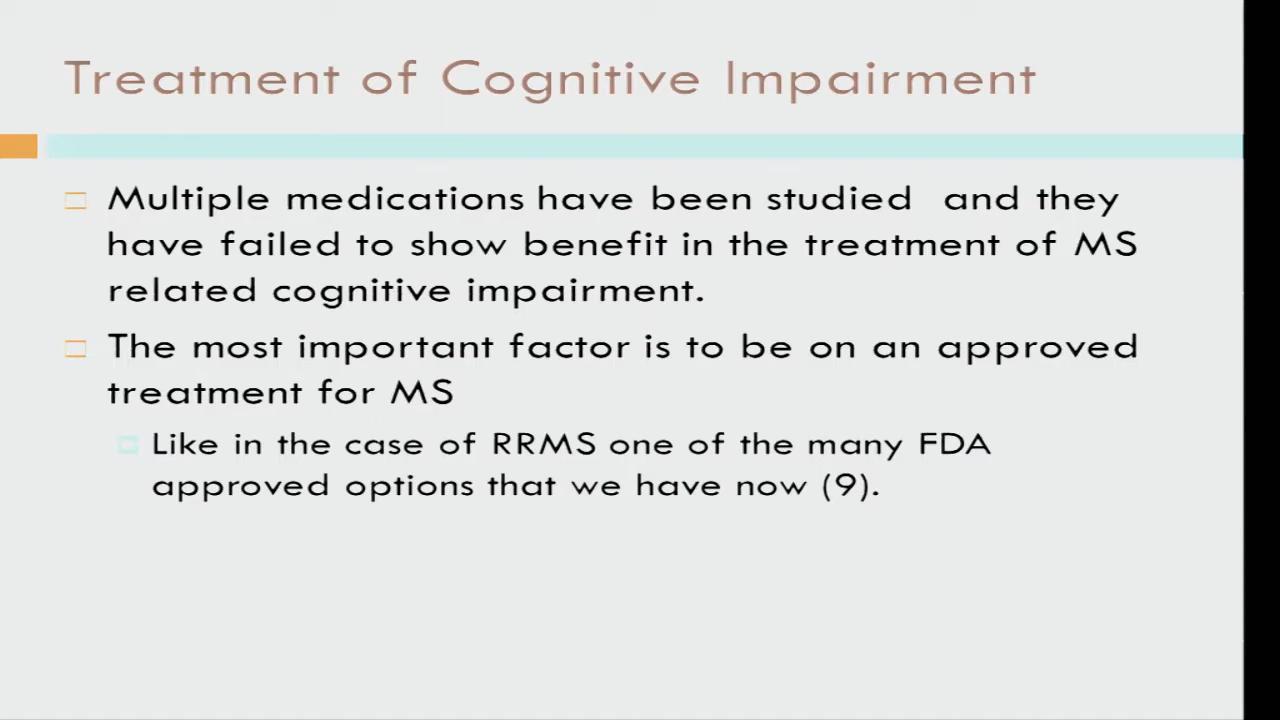 Treatment of Cognitive Impairment
Multiple medications have been studied and they
have failed to show benefit in the treatment of MS
related cognitive impairment.
The most important factor is to be on an approved
treatment for MS
Like in the case of RRMS one of the many FDA
approved options that we have now (9).